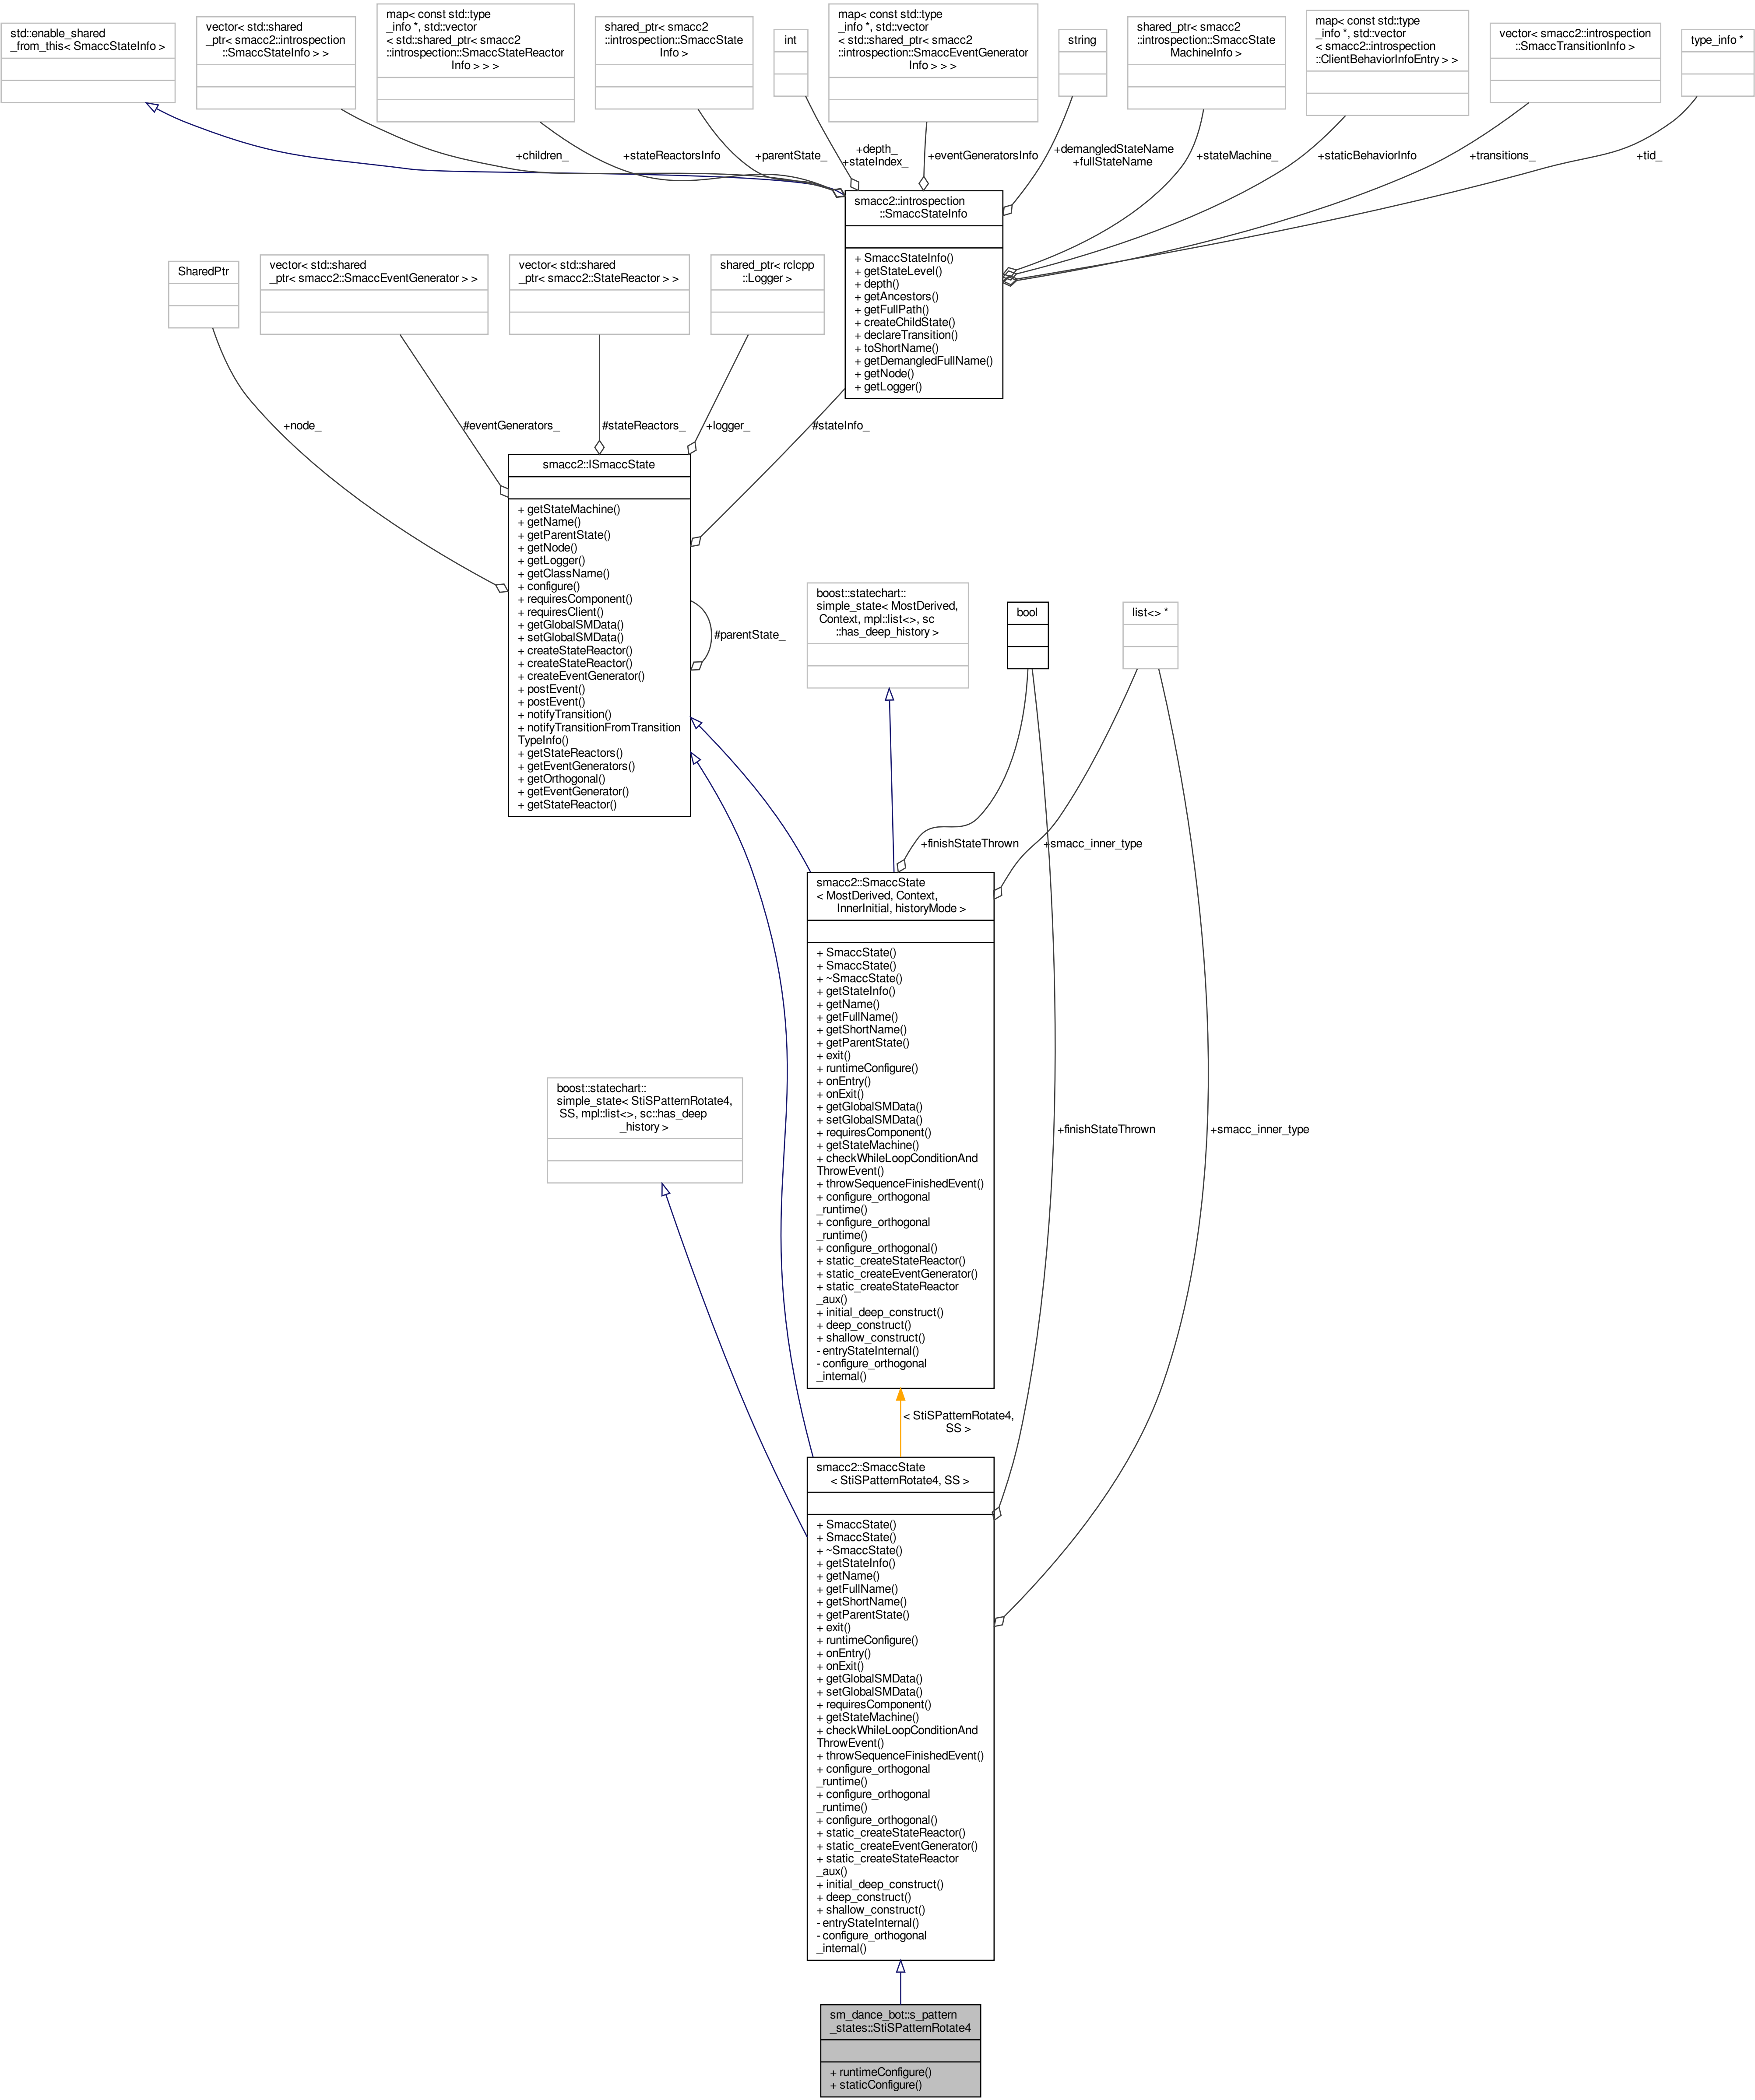 std::enable_shared
_from_this< SmaccStateInfo >
vector< std::shared
_ptr< smacc2::introspection
::SmaccStateInfo > >
map< const std::type
_info *, std::vector
< std::shared_ptr< smacc2
::introspection::SmaccStateReactor
Info > > >
shared_ptr< smacc2
::introspection::SmaccState
Info >
int
map< const std::type
_info *, std::vector
< std::shared_ptr< smacc2
::introspection::SmaccEventGenerator
Info > > >
string
shared_ptr< smacc2
::introspection::SmaccState
MachineInfo >
map< const std::type
_info *, std::vector
< smacc2::introspection
::ClientBehaviorInfoEntry > >
vector< smacc2::introspection
::SmaccTransitionInfo >
type_info *
+children_
+stateReactorsInfo
+parentState_
+depth_
+stateIndex_
+eventGeneratorsInfo
+demangledStateName
+fullStateName
+stateMachine_
+staticBehaviorInfo
+transitions_
+tid_
smacc2::introspection
::SmaccStateInfo
+ SmaccStateInfo()
+ getStateLevel()
+ depth()
+ getAncestors()
+ getFullPath()
+ createChildState()
+ declareTransition()
+ toShortName()
+ getDemangledFullName()
+ getNode()
+ getLogger()
SharedPtr
vector< std::shared
_ptr< smacc2::SmaccEventGenerator > >
vector< std::shared
_ptr< smacc2::StateReactor > >
shared_ptr< rclcpp
::Logger >
+node_
#eventGenerators_
#stateReactors_
+logger_
#stateInfo_
smacc2::ISmaccState
+ getStateMachine()
+ getName()
+ getParentState()
+ getNode()
+ getLogger()
+ getClassName()
+ configure()
+ requiresComponent()
+ requiresClient()
+ getGlobalSMData()
+ setGlobalSMData()
+ createStateReactor()
+ createStateReactor()
+ createEventGenerator()
+ postEvent()
+ postEvent()
+ notifyTransition()
+ notifyTransitionFromTransition
TypeInfo()
+ getStateReactors()
+ getEventGenerators()
+ getOrthogonal()
+ getEventGenerator()
+ getStateReactor()
#parentState_
boost::statechart::
simple_state< MostDerived,
Context, mpl::list<>, sc
::has_deep_history >
bool
list<> *
+finishStateThrown
+smacc_inner_type
smacc2::SmaccState
< MostDerived, Context,
InnerInitial, historyMode >
+ SmaccState()
+ SmaccState()
+ ~SmaccState()
+ getStateInfo()
+ getName()
+ getFullName()
+ getShortName()
+ getParentState()
+ exit()
+ runtimeConfigure()
+ onEntry()
+ onExit()
+ getGlobalSMData()
+ setGlobalSMData()
+ requiresComponent()
+ getStateMachine()
+ checkWhileLoopConditionAnd
ThrowEvent()
+ throwSequenceFinishedEvent()
+ configure_orthogonal
_runtime()
+ configure_orthogonal
_runtime()
+ configure_orthogonal()
+ static_createStateReactor()
+ static_createEventGenerator()
+ static_createStateReactor
_aux()
+ initial_deep_construct()
+ deep_construct()
+ shallow_construct()
- entryStateInternal()
- configure_orthogonal
_internal()
boost::statechart::
simple_state< StiSPatternRotate4,
SS, mpl::list<>, sc::has_deep
_history >
+finishStateThrown
+smacc_inner_type
< StiSPatternRotate4,
SS >
smacc2::SmaccState
< StiSPatternRotate4, SS >
+ SmaccState()
+ SmaccState()
+ ~SmaccState()
+ getStateInfo()
+ getName()
+ getFullName()
+ getShortName()
+ getParentState()
+ exit()
+ runtimeConfigure()
+ onEntry()
+ onExit()
+ getGlobalSMData()
+ setGlobalSMData()
+ requiresComponent()
+ getStateMachine()
+ checkWhileLoopConditionAnd
ThrowEvent()
+ throwSequenceFinishedEvent()
+ configure_orthogonal
_runtime()
+ configure_orthogonal
_runtime()
+ configure_orthogonal()
+ static_createStateReactor()
+ static_createEventGenerator()
+ static_createStateReactor
_aux()
+ initial_deep_construct()
+ deep_construct()
+ shallow_construct()
- entryStateInternal()
- configure_orthogonal
_internal()
sm_dance_bot::s_pattern
_states::StiSPatternRotate4
+ runtimeConfigure()
+ staticConfigure()